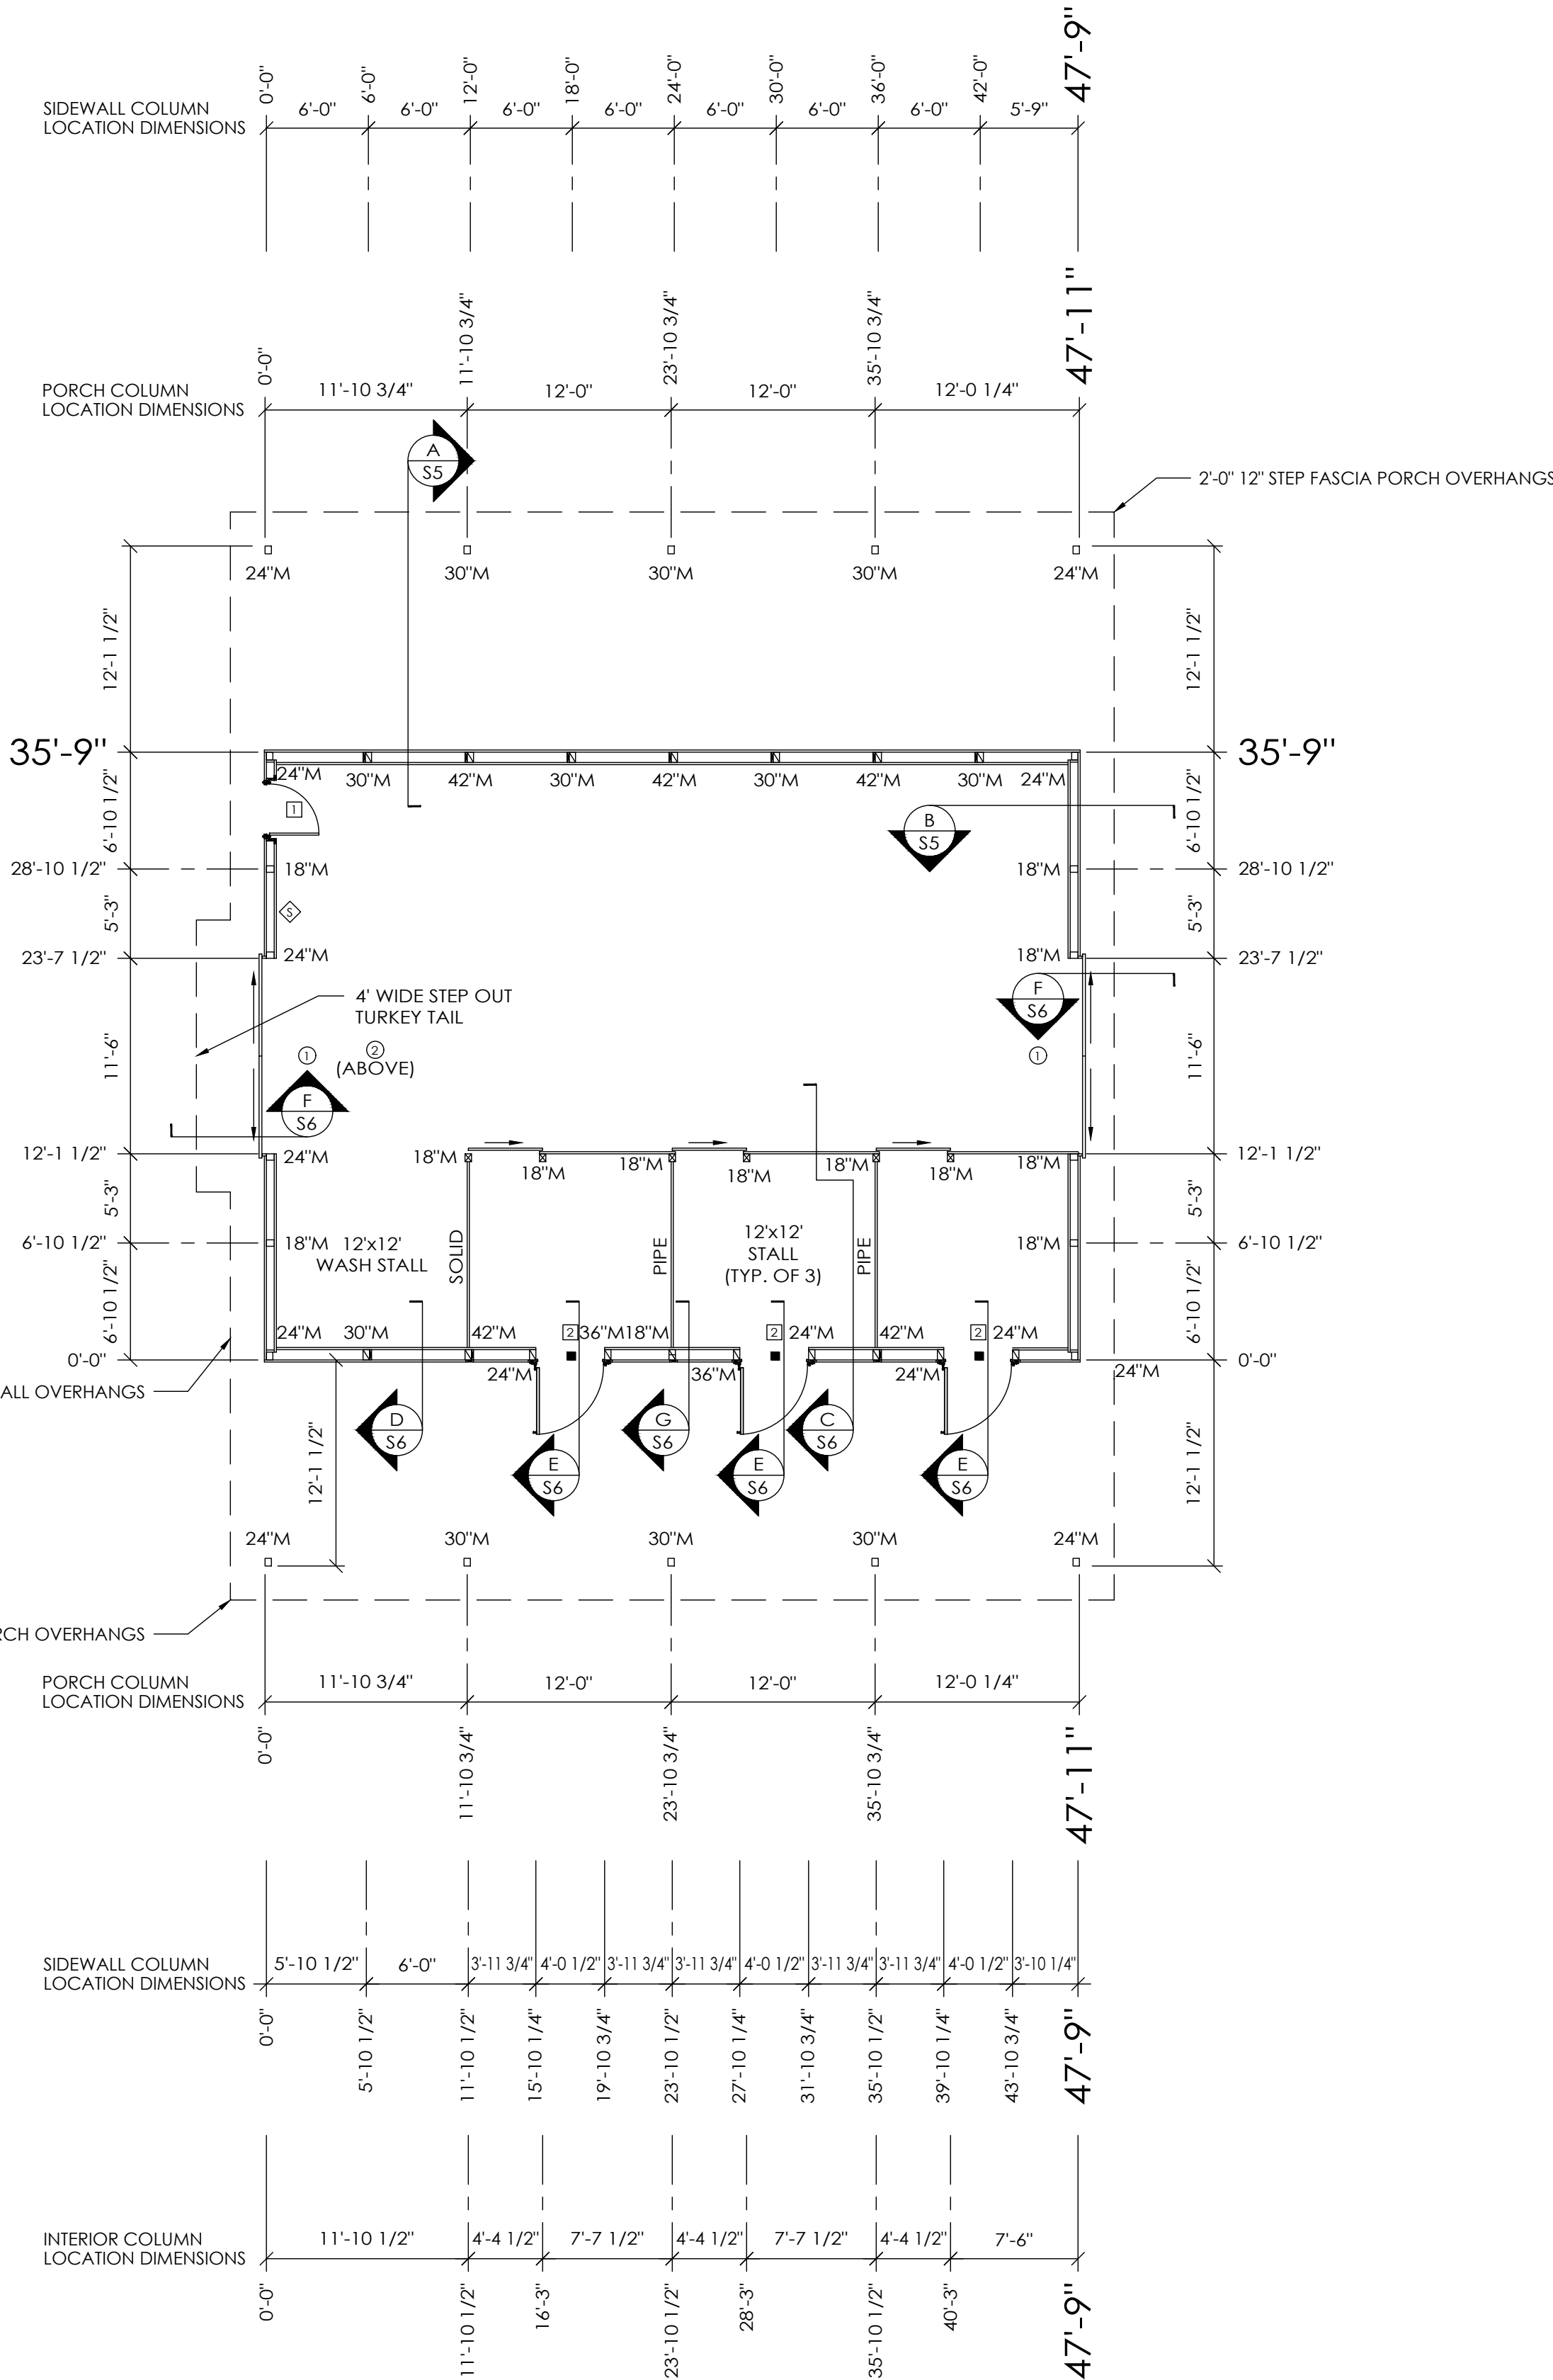 0'-0"
6'-0"
12'-0"
18'-0"
24'-0"
30'-0"
36'-0"
42'-0"
47'-9"
SIDEWALL COLUMN
LOCATION DIMENSIONS
6'-0"
6'-0"
6'-0"
6'-0"
6'-0"
6'-0"
6'-0"
5'-9"
0'-0"
11'-10 3/4"
23'-10 3/4"
35'-10 3/4"
47'-11"
PORCH COLUMN
LOCATION DIMENSIONS
11'-10 3/4"
12'-0"
12'-0"
12'-0 1/4"
A
S5
2'-0" 12" STEP FASCIA PORCH OVERHANGS
24"M
30"M
30"M
30"M
24"M
12'-1 1/2"
12'-1 1/2"
35'-9"
35'-9"
24"M
30"M
42"M
30"M
42"M
30"M
42"M
30"M
24"M
1
B
S5
6'-10 1/2"
6'-10 1/2"
28'-10 1/2"
18"M
18"M
28'-10 1/2"
5'-3"
S
5'-3"
23'-7 1/2"
24"M
18"M
23'-7 1/2"
4' WIDE STEP OUT
TURKEY TAIL
F
S6
11'-6"
1
2
(ABOVE)
1
11'-6"
F
S6
12'-1 1/2"
24"M
18"M
18"M
18"M
18"M
18"M
18"M
18"M
12'-1 1/2"
5'-3"
5'-3"
6'-10 1/2"
18"M
12'x12'
WASH STALL
SOLID
PIPE
12'x12'
STALL
(TYP. OF 3)
PIPE
18"M
6'-10 1/2"
6'-10 1/2"
6'-10 1/2"
24"M
30"M
42"M
2
36"M
18"M
2
24"M
42"M
2
24"M
0'-0"
0'-0"
24"M
36"M
24"M
24"M
ALL OVERHANGS
D
S6
G
S6
C
S6
E
S6
E
S6
E
S6
12'-1 1/2"
12'-1 1/2"
24"M
30"M
30"M
30"M
24"M
RCH OVERHANGS
PORCH COLUMN
LOCATION DIMENSIONS
11'-10 3/4"
12'-0"
12'-0"
12'-0 1/4"
0'-0"
11'-10 3/4"
23'-10 3/4"
35'-10 3/4"
47'-11"
SIDEWALL COLUMN
LOCATION DIMENSIONS
5'-10 1/2"
6'-0"
3'-11 3/4"
4'-0 1/2"
3'-11 3/4"
3'-11 3/4"
4'-0 1/2"
3'-11 3/4"
3'-11 3/4"
4'-0 1/2"
3'-10 1/4"
0'-0"
5'-10 1/2"
11'-10 1/2"
15'-10 1/4"
19'-10 3/4"
23'-10 1/2"
27'-10 1/4"
31'-10 3/4"
35'-10 1/2"
39'-10 1/4"
43'-10 3/4"
47'-9"
INTERIOR COLUMN
LOCATION DIMENSIONS
11'-10 1/2"
4'-4 1/2"
7'-7 1/2"
4'-4 1/2"
7'-7 1/2"
4'-4 1/2"
7'-6"
0'-0"
11'-10 1/2"
16'-3"
23'-10 1/2"
28'-3"
35'-10 1/2"
40'-3"
47'-9"